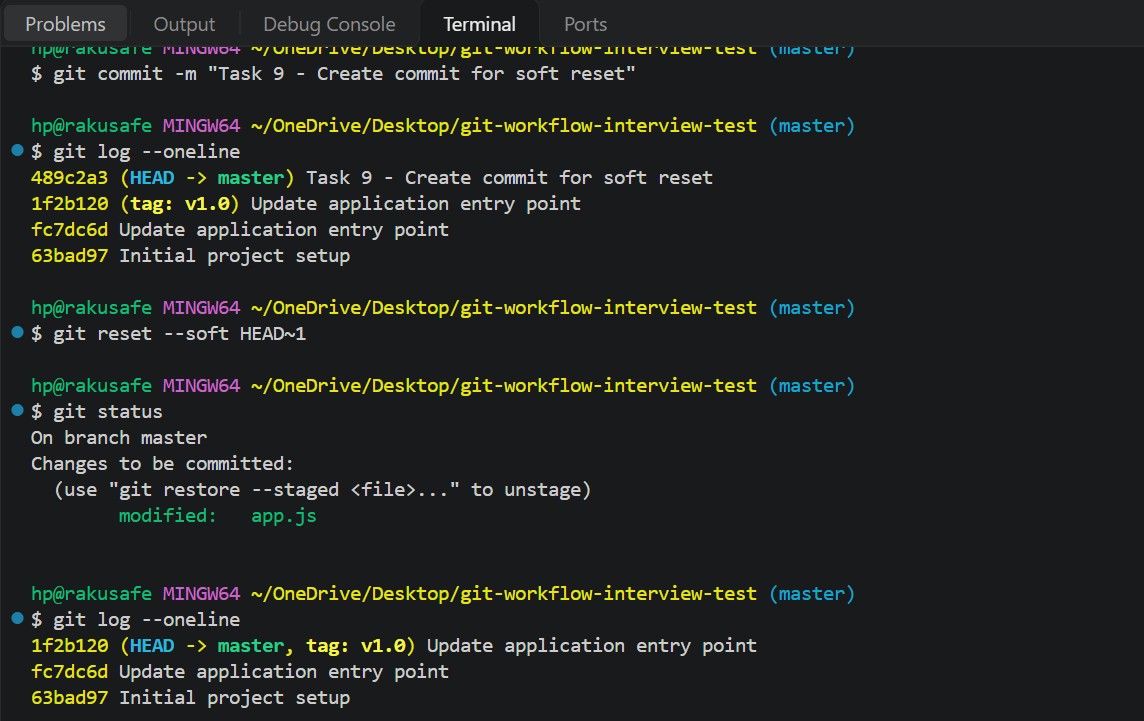 Problems Output Debug Console Terminal Ports
hp@rakusafe MINGW64 ~/OneDrive/Desktop/git-workflow-interview-test (master)
$ git commit -m "Task 9 - Create commit for soft reset"
hp@rakusafe MINGW64 ~/OneDrive/Desktop/git-workflow-interview-test (master)
$ git log --oneline
489c2a3 (HEAD -> master) Task 9 - Create commit for soft reset
1f2b120 (tag: v1.0) Update application entry point
fc7dc6d Update application entry point
63bad97 Initial project setup
hp@rakusafe MINGW64 ~/OneDrive/Desktop/git-workflow-interview-test (master)
$ git reset --soft HEAD~1
hp@rakusafe MINGW64 ~/OneDrive/Desktop/git-workflow-interview-test (master)
$ git status
On branch master
Changes to be committed:
  (use "git restore --staged <file>..." to unstage)
        modified:   app.js
hp@rakusafe MINGW64 ~/OneDrive/Desktop/git-workflow-interview-test (master)
$ git log --oneline
1f2b120 (HEAD -> master, tag: v1.0) Update application entry point
fc7dc6d Update application entry point
63bad97 Initial project setup